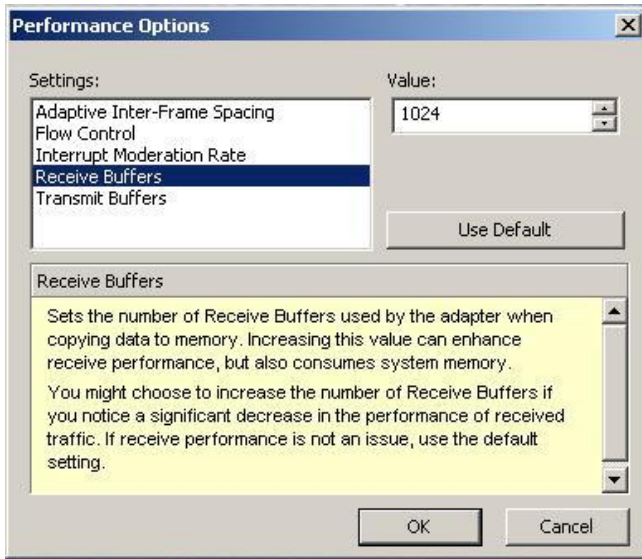 Performance Options
Settings:
Value:
Adaptive Inter-Frame Spacing
1024
Flow Control
Interrupt Moderation Rate
Receive Buffers
Transmit Buffers
Use Default
Receive Buffers
Sets the number of Receive Buffers used by the adapter when
copying data to memory. Increasing this value can enhance
receive performance, but also consumes system memory.
You might choose to increase the number of Receive Buffers if
you notice a significant decrease in the performance of received
traffic. If receive performance is not an issue, use the default
setting.
OK
Cancel